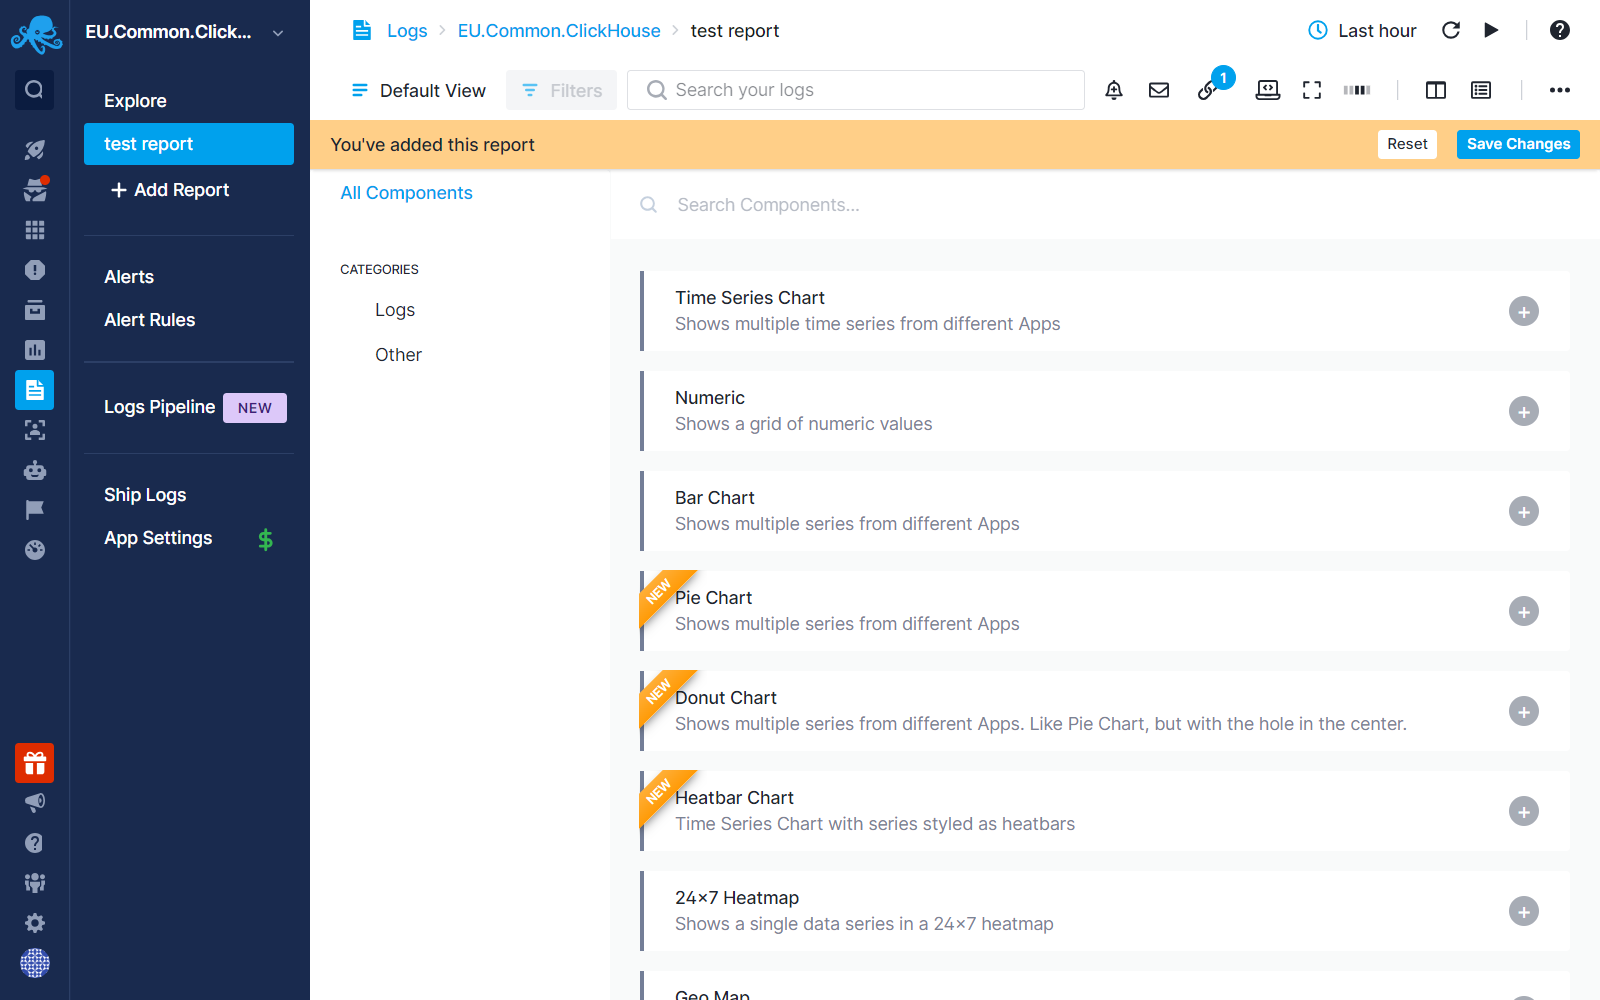 EU.Common.Click...
Explore
test report
Add Report
Alerts
Alert Rules
Logs Pipeline NEW
Ship Logs
App Settings
Logs > EU.Common.ClickHouse > test report
Last hour
Default View
Filters
Search your logs
1
You've added this report
Reset
Save Changes
All Components
CATEGORIES
Logs
Other
Search Components...
Time Series Chart
Shows multiple time series from different Apps
Numeric
Shows a grid of numeric values
Bar Chart
Shows multiple series from different Apps
NEW
Pie Chart
Shows multiple series from different Apps
NEW
Donut Chart
Shows multiple series from different Apps. Like Pie Chart, but with the hole in the center.
NEW
Heatbar Chart
Time Series Chart with series styled as heatbars
24×7 Heatmap
Shows a single data series in a 24×7 heatmap
Geo Map